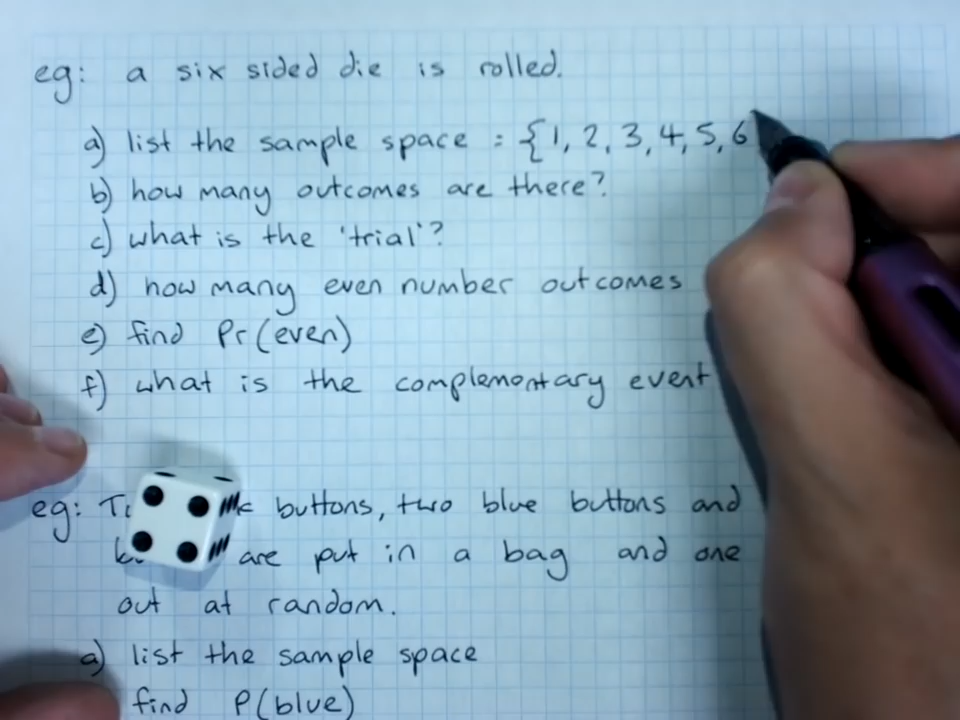 eg: a six sided die is rolled.
a) list the sample space : {1, 2, 3, 4, 5, 6
b) how many outcomes are there?
c) what is the 'trial'?
d) how many even number outcomes
e) find Pr(even)
f) what is the complementary event
eg: buttons, two blue buttons and
are put in a bag and one
out at random.
a) list the sample space
find P(blue)